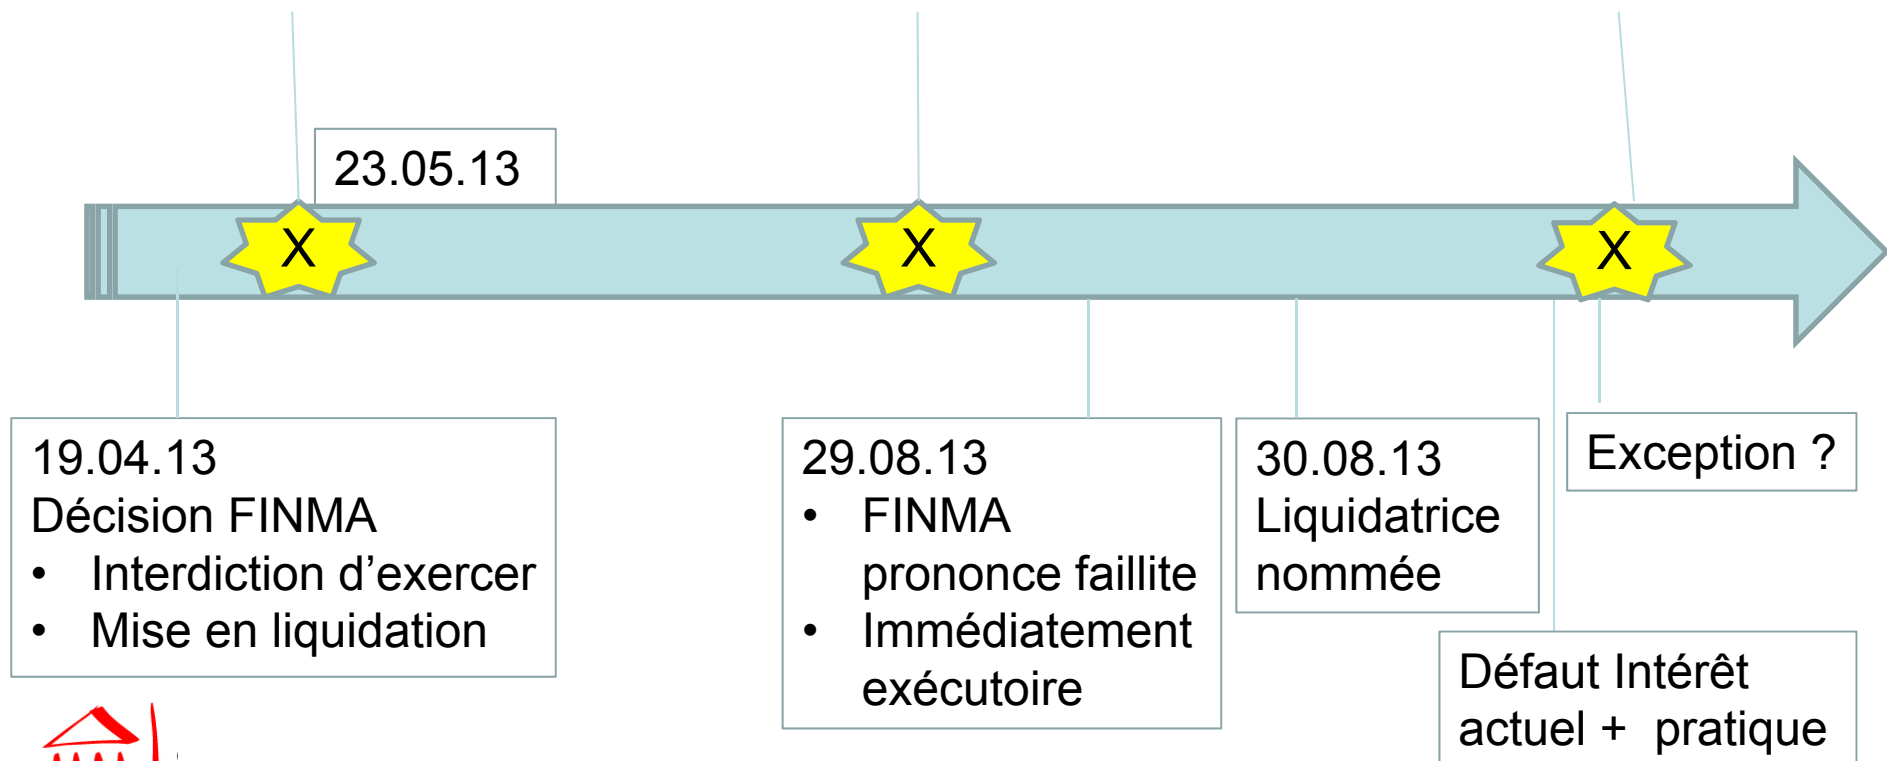 23.05.13
X
X
X
19.04.13
Décision FINMA
• Interdiction d’exercer
• Mise en liquidation
29.08.13
• FINMA
prononce faillite
• Immédiatement
exécutoire
30.08.13
Liquidatrice
nommée
Exception ?
Défaut Intérêt
actuel + pratique